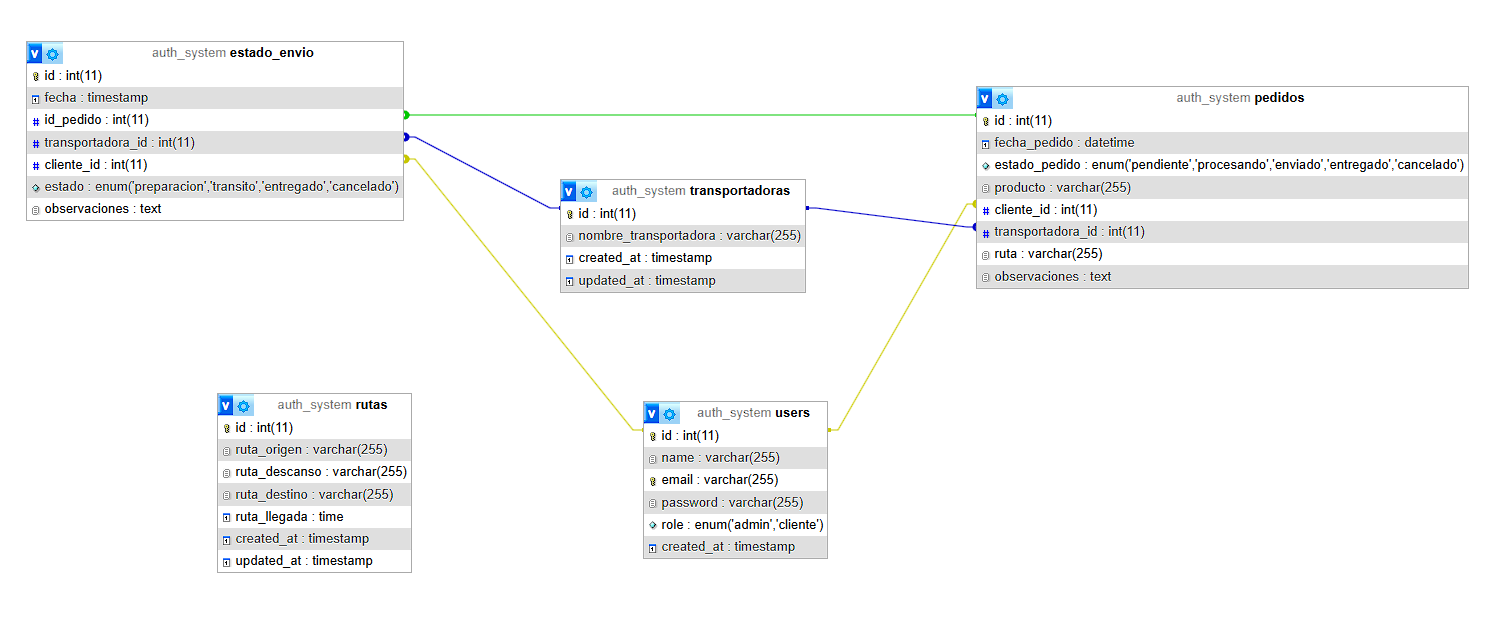 auth_system estado_envio
id : int(11)
fecha : timestamp
id_pedido : int(11)
transportadora_id : int(11)
cliente_id : int(11)
estado : enum('preparacion','transito','entregado','cancelado')
observaciones : text
auth_system pedidos
id : int(11)
fecha_pedido : datetime
estado_pedido : enum('pendiente','procesando','enviado','entregado','cancelado')
producto : varchar(255)
cliente_id : int(11)
transportadora_id : int(11)
ruta : varchar(255)
observaciones : text
auth_system transportadoras
id : int(11)
nombre_transportadora : varchar(255)
created_at : timestamp
updated_at : timestamp
auth_system rutas
id : int(11)
ruta_origen : varchar(255)
ruta_descanso : varchar(255)
ruta_destino : varchar(255)
ruta_llegada : time
created_at : timestamp
updated_at : timestamp
auth_system users
id : int(11)
name : varchar(255)
email : varchar(255)
password : varchar(255)
role : enum('admin','cliente')
created_at : timestamp